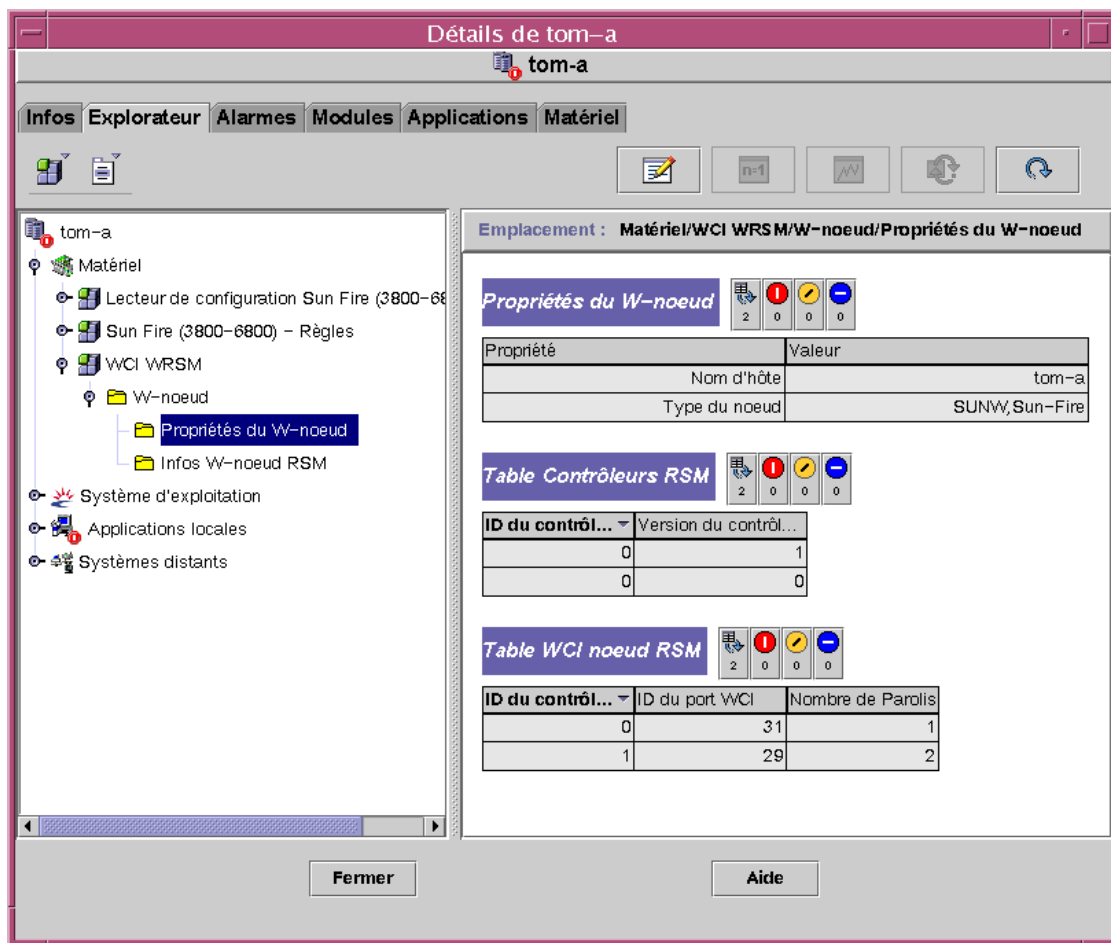 Détails de tom-a
tom-a
Infos Explorateur Alarmes Modules Applications Matériel
n=1
tom-a
Matériel
Lecteur de configuration Sun Fire (3800-68
Sun Fire (3800-6800) - Règles
WCI WRSM
W-noeud
Propriétés du W-noeud
Infos W-noeud RSM
Système d'exploitation
Applications locales
Systèmes distants
Emplacement : Matériel/WCI WRSM/W-noeud/Propriétés du W-noeud
Propriétés du W-noeud 2 0 0 0
Propriété Valeur
Nom d'hôte tom-a
Type du noeud SUNW,Sun-Fire
Table Contrôleurs RSM 2 0 0 0
ID du contrôl... Version du contrôl...
0 1
0 0
Table WCI noeud RSM 2 0 0 0
ID du contrôl... ID du port WCI Nombre de Parolis
0 31 1
1 29 2
Fermer Aide